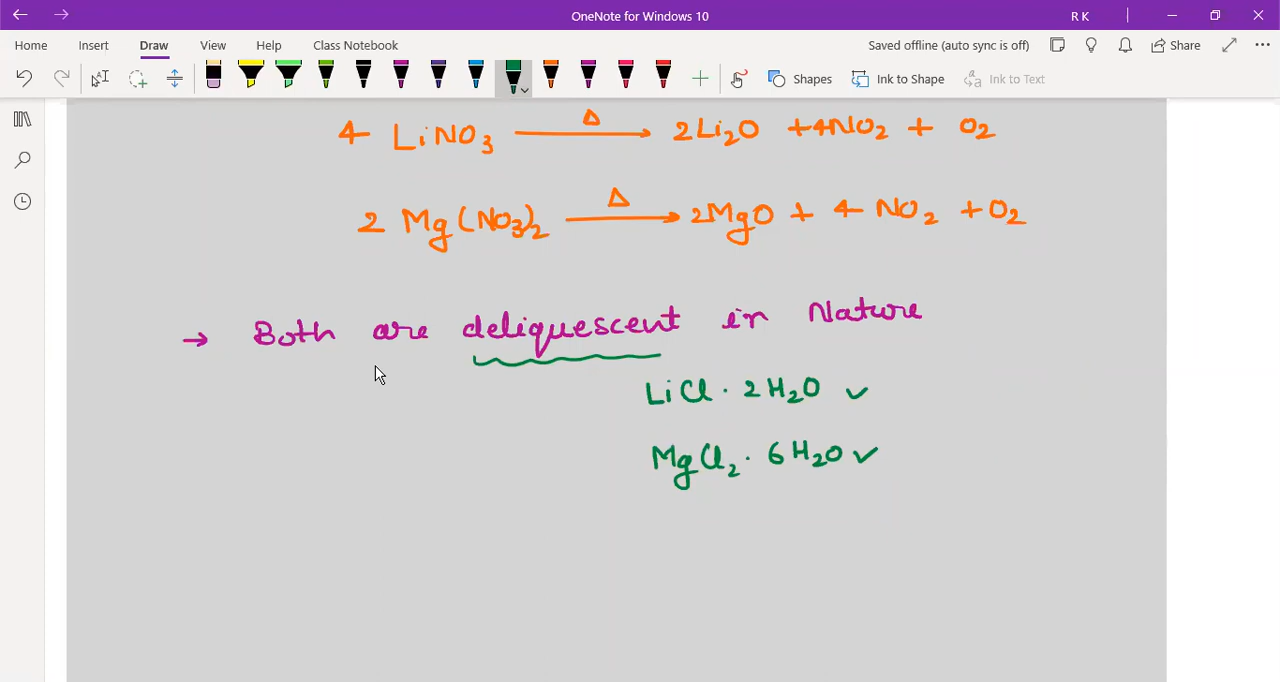 OneNote for Windows 10
R K
Home Insert Draw View Help Class Notebook
Saved offline (auto sync is off) Share
Shapes Ink to Shape Ink to Text
4 LiNO₃ —Δ→ 2Li₂O + 4NO₂ + O₂
2 Mg(NO₃)₂ —Δ→ 2MgO + 4 NO₂ + O₂
→ Both are deliquescent in Nature
LiCl · 2H₂O ✓
MgCl₂ · 6H₂O ✓